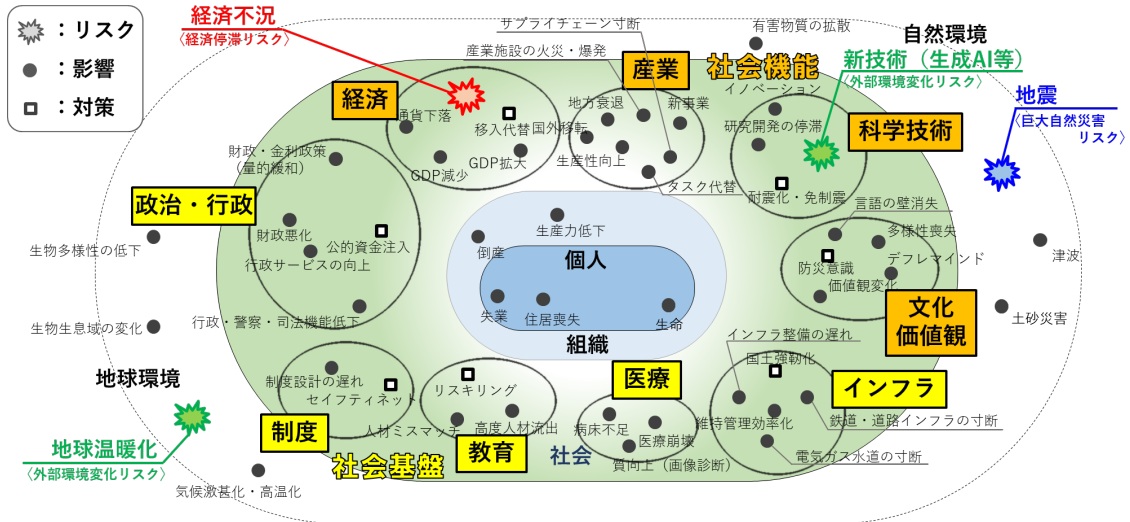 ：リスク
：影響
：対策
経済不況
〈経済停滞リスク〉
サプライチェーン寸断
産業施設の火災・爆発
有害物質の拡散
自然環境
新技術（生成AI等）
〈外部環境変化リスク〉
地震
〈巨大自然災害
リスク〉
社会機能
経済
通貨下落
移入代替
GDP減少
GDP拡大
産業
国外移転
地方衰退
新事業
生産性向上
タスク代替
科学技術
イノベーション
研究開発の停滞
耐震化・免制震
政治・行政
財政・金利政策
（量的緩和）
財政悪化
公的資金注入
行政サービスの向上
行政・警察・司法機能低下
生物多様性の低下
生物生息域の変化
生産力低下
倒産
個人
失業
住居喪失
生命
組織
言語の壁消失
多様性喪失
防災意識
デフレマインド
価値観変化
文化
価値観
津波
土砂災害
地球環境
地球温暖化
〈外部環境変化リスク〉
気候激甚化・高温化
制度設計の遅れ
セイフティネット
制度
社会基盤
リスキリング
人材ミスマッチ
高度人材流出
教育
社会
医療
病床不足
医療崩壊
質向上（画像診断）
インフラ整備の遅れ
国土強靭化
インフラ
維持管理効率化
鉄道・道路インフラの寸断
電気ガス水道の寸断